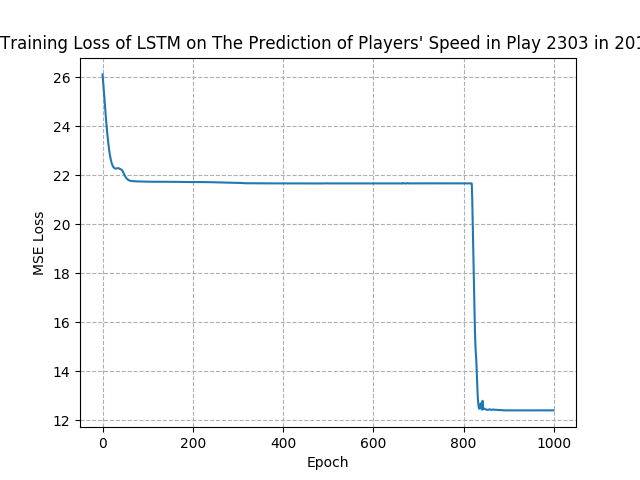 Training Loss of LSTM on The Prediction of Players' Speed in Play 2303 in 201
MSE Loss
26
24
22
20
18
16
14
12
0 200 400 600 800 1000
Epoch